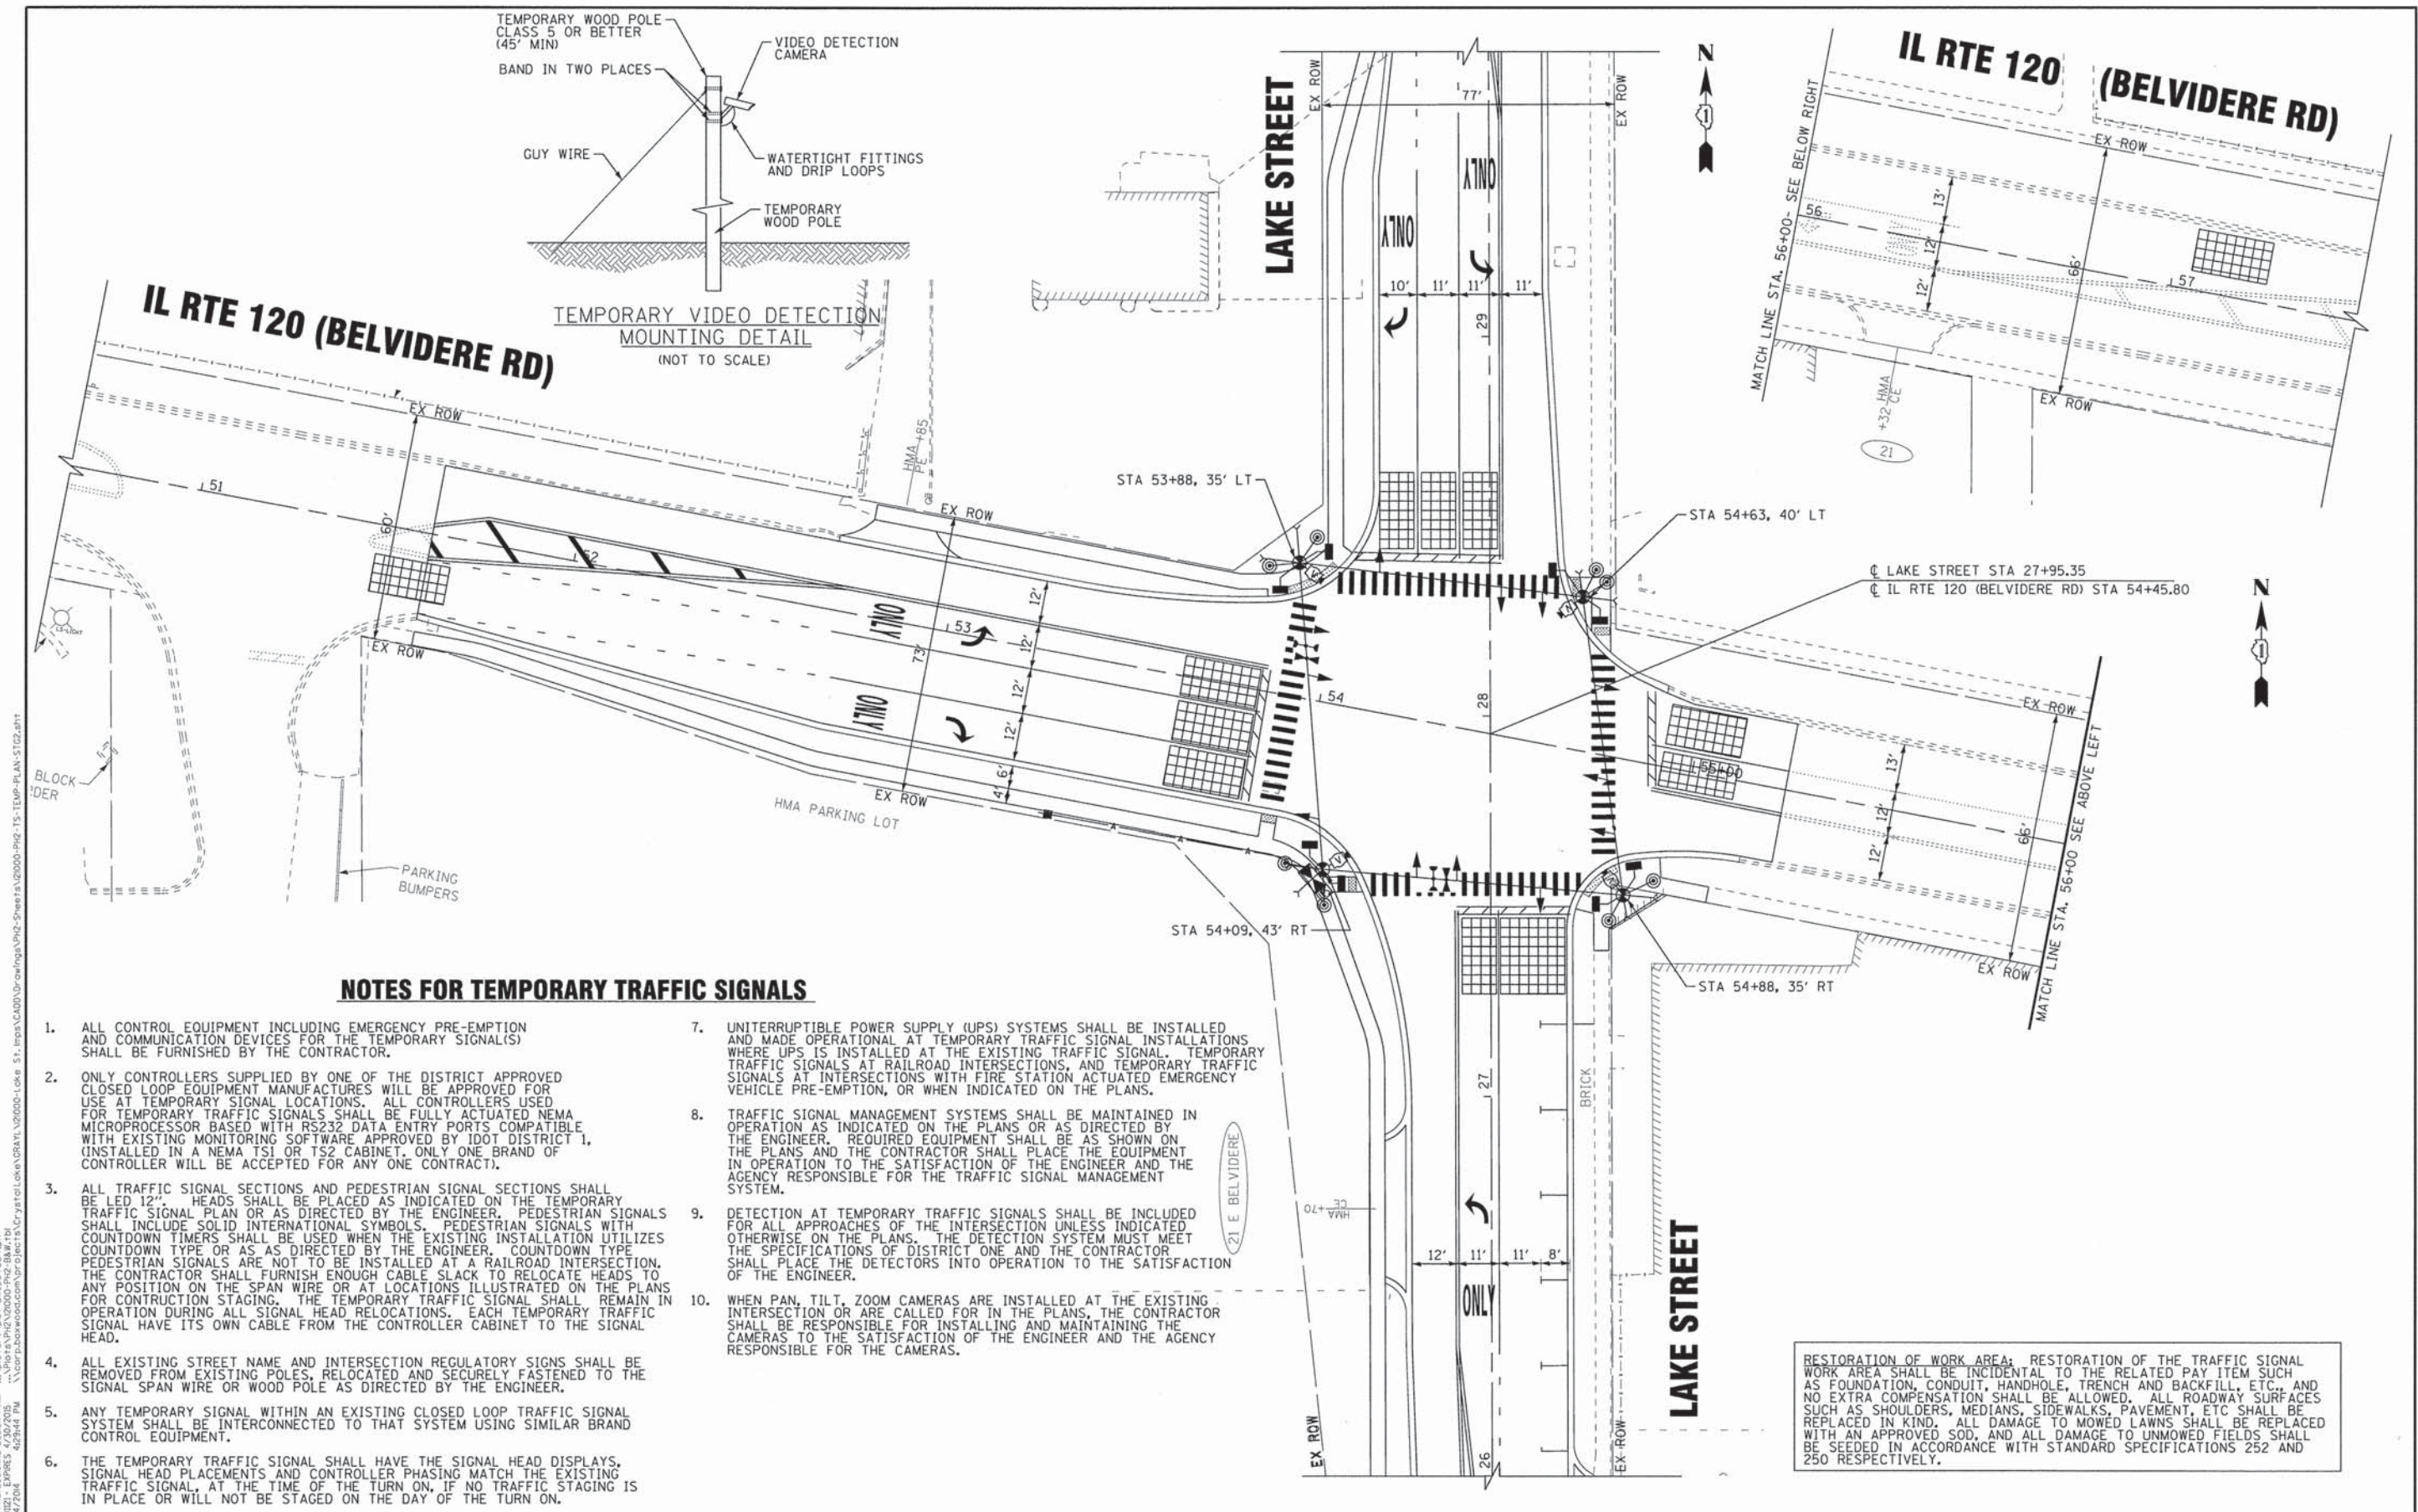 TEMPORARY WOOD POLE
CLASS 5 OR BETTER
(45' MIN)
BAND IN TWO PLACES
GUY WIRE
VIDEO DETECTION
CAMERA
WATERTIGHT FITTINGS
AND DRIP LOOPS
TEMPORARY
WOOD POLE
TEMPORARY VIDEO DETECTION
MOUNTING DETAIL
(NOT TO SCALE)
LAKE STREET
EX ROW
77'
EX ROW
N
1
ONLY
ONLY
10'
11'
11'
11'
29
IL RTE 120 (BELVIDERE RD)
MATCH LINE STA. 56+00- SEE BELOW RIGHT
EX ROW
56
13'
12'
12'
66'
57
EX ROW
+32 HMA
CE
21
IL RTE 120 (BELVIDERE RD)
EX ROW
51
60'
52
HMA +85
PE
EX ROW
STA 53+88, 35' LT
STA 54+63, 40' LT
℄ LAKE STREET STA 27+95.35
℄ IL RTE 120 (BELVIDERE RD) STA 54+45.80
N
1
ONLY
53
12'
12'
12'
12'
73'
ONLY
6'
4'
54
28
55+00
EX ROW
13'
12'
12'
66'
EX ROW
MATCH LINE STA. 56+00 SEE ABOVE LEFT
LS-LIGHT
EX ROW
EX ROW
HMA PARKING LOT
BLOCK
PARKING
BUMPERS
V
V
STA 54+09, 43' RT
STA 54+88, 35' RT
27
BRICK
21 E BELVIDERE
HMA +70
CE
12'
11'
11'
8'
ONLY
LAKE STREET
EX ROW
26
EX ROW
NOTES FOR TEMPORARY TRAFFIC SIGNALS
1. ALL CONTROL EQUIPMENT INCLUDING EMERGENCY PRE-EMPTION
AND COMMUNICATION DEVICES FOR THE TEMPORARY SIGNAL(S)
SHALL BE FURNISHED BY THE CONTRACTOR.
2. ONLY CONTROLLERS SUPPLIED BY ONE OF THE DISTRICT APPROVED
CLOSED LOOP EQUIPMENT MANUFACTURES WILL BE APPROVED FOR
USE AT TEMPORARY SIGNAL LOCATIONS. ALL CONTROLLERS USED
FOR TEMPORARY TRAFFIC SIGNALS SHALL BE FULLY ACTUATED NEMA
MICROPROCESSOR BASED WITH RS232 DATA ENTRY PORTS COMPATIBLE
WITH EXISTING MONITORING SOFTWARE APPROVED BY IDOT DISTRICT 1,
(INSTALLED IN A NEMA TS1 OR TS2 CABINET. ONLY ONE BRAND OF
CONTROLLER WILL BE ACCEPTED FOR ANY ONE CONTRACT).
3. ALL TRAFFIC SIGNAL SECTIONS AND PEDESTRIAN SIGNAL SECTIONS SHALL
BE LED 12". HEADS SHALL BE PLACED AS INDICATED ON THE TEMPORARY
TRAFFIC SIGNAL PLAN OR AS DIRECTED BY THE ENGINEER. PEDESTRIAN SIGNALS
SHALL INCLUDE SOLID INTERNATIONAL SYMBOLS. PEDESTRIAN SIGNALS WITH
COUNTDOWN TIMERS SHALL BE USED WHEN THE EXISTING INSTALLATION UTILIZES
COUNTDOWN TYPE OR AS AS DIRECTED BY THE ENGINEER. COUNTDOWN TYPE
PEDESTRIAN SIGNALS ARE NOT TO BE INSTALLED AT A RAILROAD INTERSECTION.
THE CONTRACTOR SHALL FURNISH ENOUGH CABLE SLACK TO RELOCATE HEADS TO
ANY POSITION ON THE SPAN WIRE OR AT LOCATIONS ILLUSTRATED ON THE PLANS
FOR CONTRUCTION STAGING. THE TEMPORARY TRAFFIC SIGNAL SHALL REMAIN IN
OPERATION DURING ALL SIGNAL HEAD RELOCATIONS. EACH TEMPORARY TRAFFIC
SIGNAL HAVE ITS OWN CABLE FROM THE CONTROLLER CABINET TO THE SIGNAL
HEAD.
4. ALL EXISTING STREET NAME AND INTERSECTION REGULATORY SIGNS SHALL BE
REMOVED FROM EXISTING POLES, RELOCATED AND SECURELY FASTENED TO THE
SIGNAL SPAN WIRE OR WOOD POLE AS DIRECTED BY THE ENGINEER.
5. ANY TEMPORARY SIGNAL WITHIN AN EXISTING CLOSED LOOP TRAFFIC SIGNAL
SYSTEM SHALL BE INTERCONNECTED TO THAT SYSTEM USING SIMILAR BRAND
CONTROL EQUIPMENT.
6. THE TEMPORARY TRAFFIC SIGNAL SHALL HAVE THE SIGNAL HEAD DISPLAYS,
SIGNAL HEAD PLACEMENTS AND CONTROLLER PHASING MATCH THE EXISTING
TRAFFIC SIGNAL, AT THE TIME OF THE TURN ON, IF NO TRAFFIC STAGING IS
IN PLACE OR WILL NOT BE STAGED ON THE DAY OF THE TURN ON.
7. UNITERRUPTIBLE POWER SUPPLY (UPS) SYSTEMS SHALL BE INSTALLED
AND MADE OPERATIONAL AT TEMPORARY TRAFFIC SIGNAL INSTALLATIONS
WHERE UPS IS INSTALLED AT THE EXISTING TRAFFIC SIGNAL. TEMPORARY
TRAFFIC SIGNALS AT RAILROAD INTERSECTIONS, AND TEMPORARY TRAFFIC
SIGNALS AT INTERSECTIONS WITH FIRE STATION ACTUATED EMERGENCY
VEHICLE PRE-EMPTION, OR WHEN INDICATED ON THE PLANS.
8. TRAFFIC SIGNAL MANAGEMENT SYSTEMS SHALL BE MAINTAINED IN
OPERATION AS INDICATED ON THE PLANS OR AS DIRECTED BY
THE ENGINEER. REQUIRED EQUIPMENT SHALL BE AS SHOWN ON
THE PLANS AND THE CONTRACTOR SHALL PLACE THE EQUIPMENT
IN OPERATION TO THE SATISFACTION OF THE ENGINEER AND THE
AGENCY RESPONSIBLE FOR THE TRAFFIC SIGNAL MANAGEMENT
SYSTEM.
9. DETECTION AT TEMPORARY TRAFFIC SIGNALS SHALL BE INCLUDED
FOR ALL APPROACHES OF THE INTERSECTION UNLESS INDICATED
OTHERWISE ON THE PLANS. THE DETECTION SYSTEM MUST MEET
THE SPECIFICATIONS OF DISTRICT ONE AND THE CONTRACTOR
SHALL PLACE THE DETECTORS INTO OPERATION TO THE SATISFACTION
OF THE ENGINEER.
10. WHEN PAN, TILT, ZOOM CAMERAS ARE INSTALLED AT THE EXISTING
INTERSECTION OR ARE CALLED FOR IN THE PLANS, THE CONTRACTOR
SHALL BE RESPONSIBLE FOR INSTALLING AND MAINTAINING THE
CAMERAS TO THE SATISFACTION OF THE ENGINEER AND THE AGENCY
RESPONSIBLE FOR THE CAMERAS.
RESTORATION OF WORK AREA: RESTORATION OF THE TRAFFIC SIGNAL
WORK AREA SHALL BE INCIDENTAL TO THE RELATED PAY ITEM SUCH
AS FOUNDATION, CONDUIT, HANDHOLE, TRENCH AND BACKFILL, ETC., AND
NO EXTRA COMPENSATION SHALL BE ALLOWED. ALL ROADWAY SURFACES
SUCH AS SHOULDERS, MEDIANS, SIDEWALKS, PAVEMENT, ETC SHALL BE
REPLACED IN KIND. ALL DAMAGE TO MOWED LAWNS SHALL BE REPLACED
WITH AN APPROVED SOD, AND ALL DAMAGE TO UNMOWED FIELDS SHALL
BE SEEDED IN ACCORDANCE WITH STANDARD SPECIFICATIONS 252 AND
250 RESPECTIVELY.